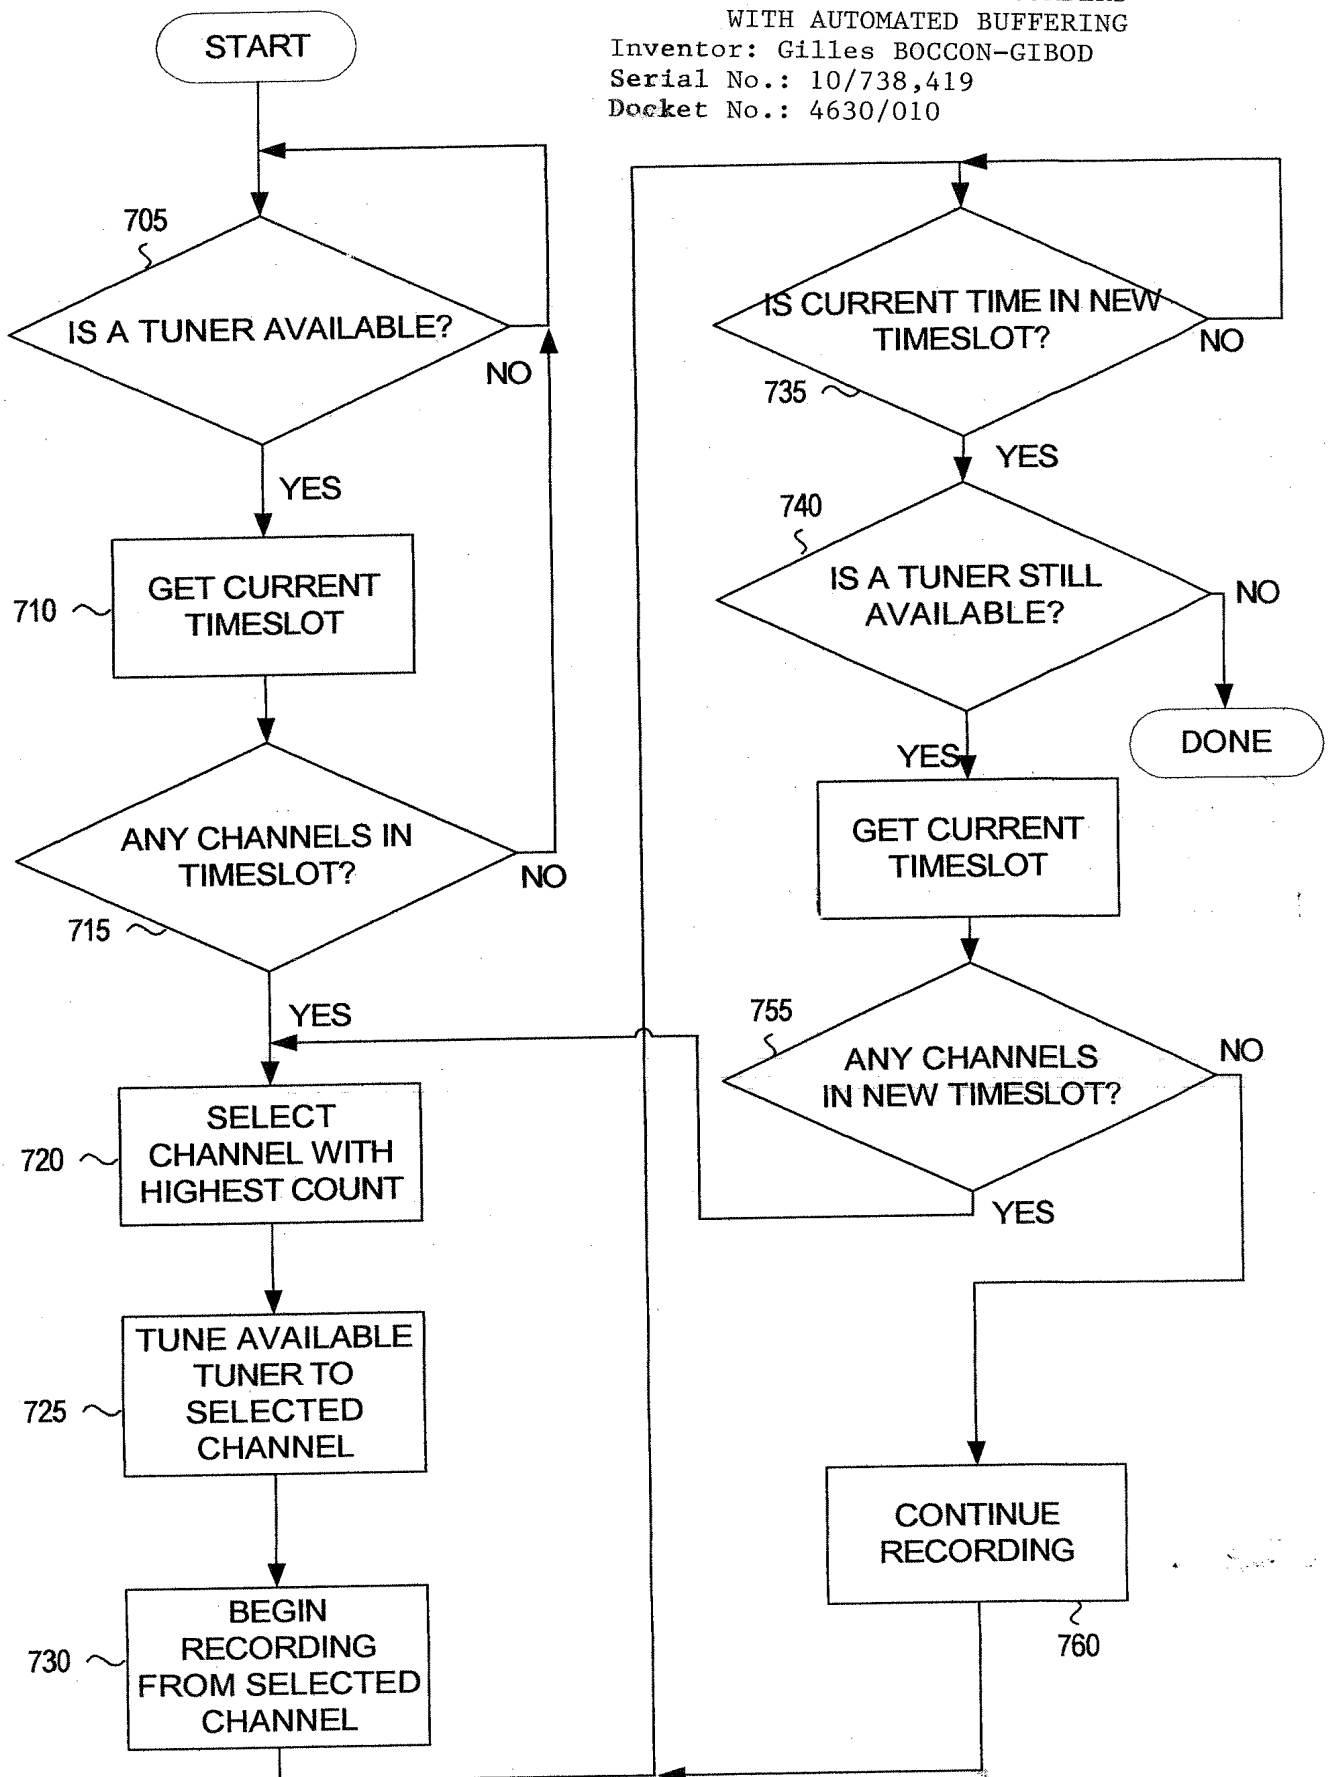 WITH AUTOMATED BUFFERING
Inventor: Gilles BOCCON-GIBOD
Serial No.: 10/738,419
Docket No.: 4630/010
START
705
IS A TUNER AVAILABLE?
NO
YES
710
GET CURRENT
TIMESLOT
ANY CHANNELS IN
TIMESLOT?
NO
715
YES
720
SELECT
CHANNEL WITH
HIGHEST COUNT
725
TUNE AVAILABLE
TUNER TO
SELECTED
CHANNEL
730
BEGIN
RECORDING
FROM SELECTED
CHANNEL
IS CURRENT TIME IN NEW
TIMESLOT?
NO
735
YES
740
IS A TUNER STILL
AVAILABLE?
NO
DONE
YES
GET CURRENT
TIMESLOT
755
ANY CHANNELS
IN NEW TIMESLOT?
NO
YES
CONTINUE
RECORDING
760